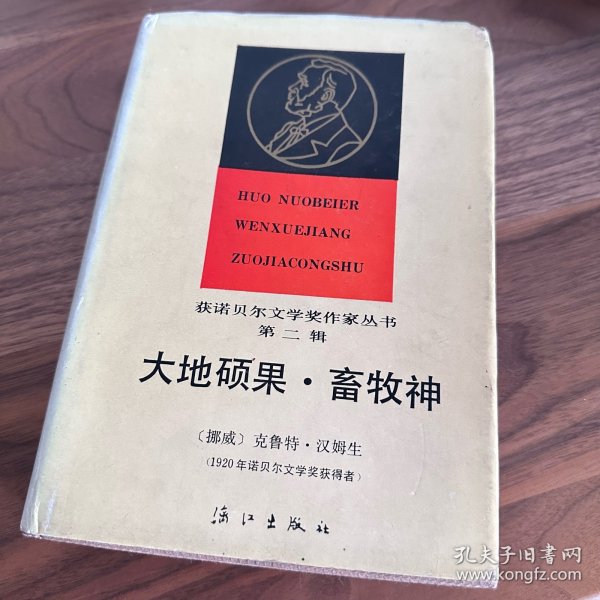 HUO NUOBEIER
WENXUEJIANG
ZUOJIACONGSHU
获诺贝尔文学奖作家丛书
第二辑
大地硕果·畜牧神
〔挪威〕克鲁特·汉姆生
(1920年诺贝尔文学奖获得者)
漓江出版社
孔夫子旧书网
www.kongfz.com